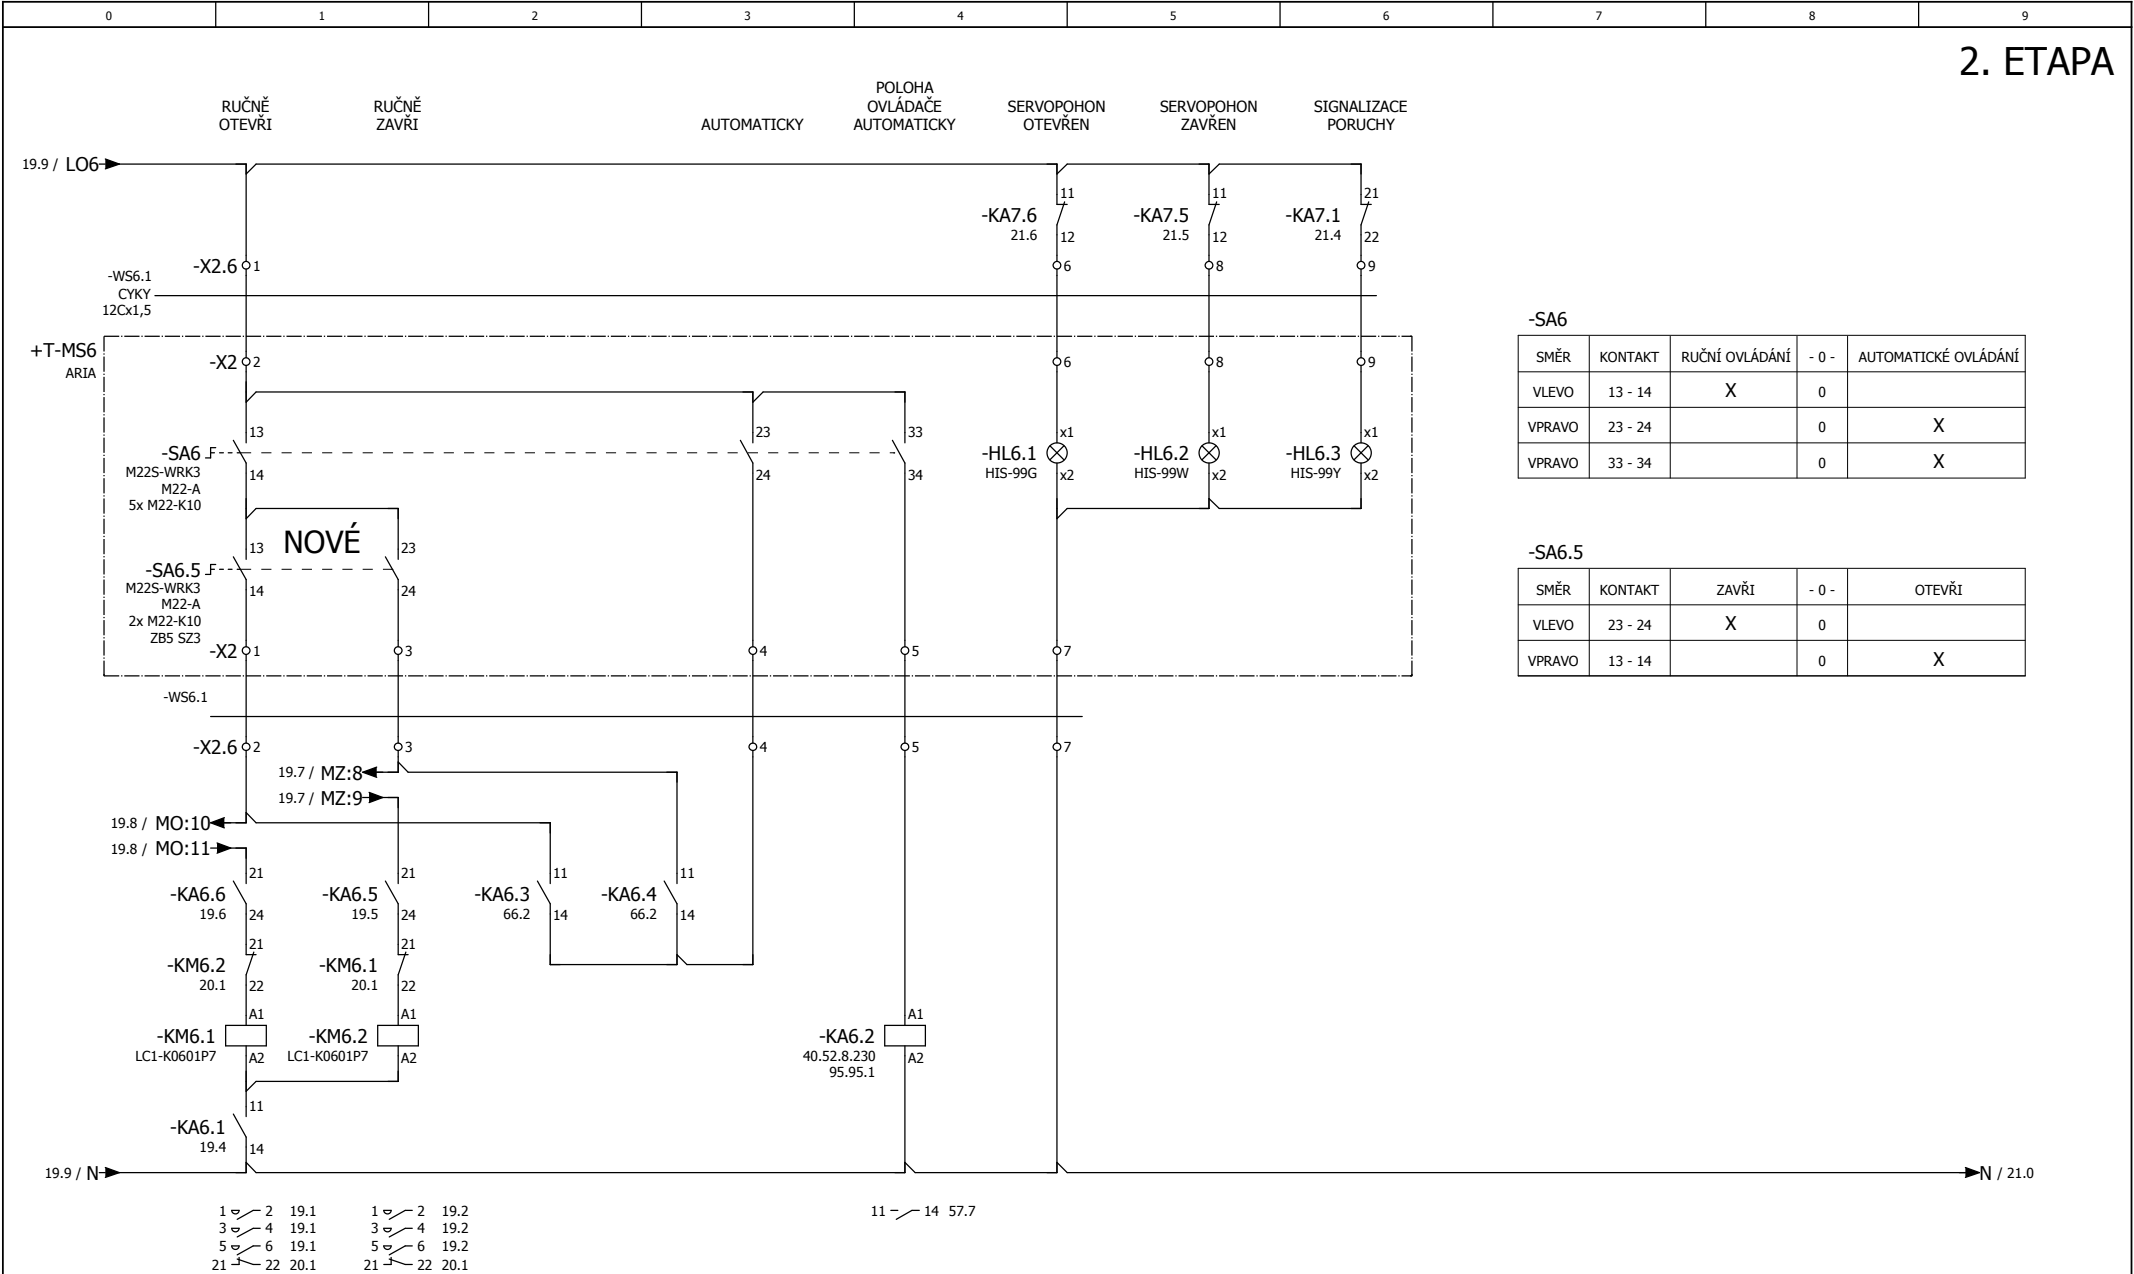 0 1 2 3 4 5 6 7 8 9
2. ETAPA
RUČNĚ
OTEVŘI
RUČNĚ
ZAVŘI
AUTOMATICKY
POLOHA
OVLÁDAČE
AUTOMATICKY
SERVOPOHON
OTEVŘEN
SERVOPOHON
ZAVŘEN
SIGNALIZACE
PORUCHY
19.9 / LO6
11
-KA7.6
21.6
12
11
-KA7.5
21.5
12
21
-KA7.1
21.4
22
-X2.6 1 6 8 9
-WS6.1
CYKY
12Cx1,5
+T-MS6
ARIA
-X2 2 6 8 9
13 23 33
-SA6
M22S-WRK3
M22-A
5x M22-K10
14 24 34
x1
-HL6.1
HIS-99G
x2
x1
-HL6.2
HIS-99W
x2
x1
-HL6.3
HIS-99Y
x2
NOVÉ
13 23
-SA6.5
M22S-WRK3
M22-A
2x M22-K10
ZB5 SZ3
14 24
-X2 1 3 4 5 7
-WS6.1
-X2.6 2 3 4 5 7
19.7 / MZ:8
19.7 / MZ:9
19.8 / MO:10
19.8 / MO:11
21
-KA6.6
19.6
24
21
-KA6.5
19.5
24
11
-KA6.3
66.2
14
11
-KA6.4
66.2
14
21
-KM6.2
20.1
22
21
-KM6.1
20.1
22
A1
-KM6.1
LC1-K0601P7
A2
A1
-KM6.2
LC1-K0601P7
A2
A1
-KA6.2
40.52.8.230
95.95.1
A2
11
-KA6.1
19.4
14
19.9 / N
N / 21.0
1 2 19.1
3 4 19.1
5 6 19.1
21 22 20.1
1 2 19.2
3 4 19.2
5 6 19.2
21 22 20.1
11 14 57.7
-SA6
SMĚR KONTAKT RUČNÍ OVLÁDÁNÍ - 0 - AUTOMATICKÉ OVLÁDÁNÍ
VLEVO 13 - 14 X 0
VPRAVO 23 - 24 0 X
VPRAVO 33 - 34 0 X
-SA6.5
SMĚR KONTAKT ZAVŘI - 0 - OTEVŘI
VLEVO 23 - 24 X 0
VPRAVO 13 - 14 0 X